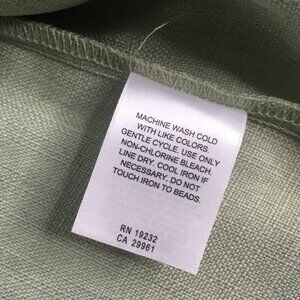 MACHINE WASH COLD
WITH LIKE COLORS.
GENTLE CYCLE. USE ONLY
NON-CHLORINE BLEACH.
LINE DRY. COOL IRON IF
NECESSARY. DO NOT
TOUCH IRON TO BEADS.
RN 19232
CA 29961